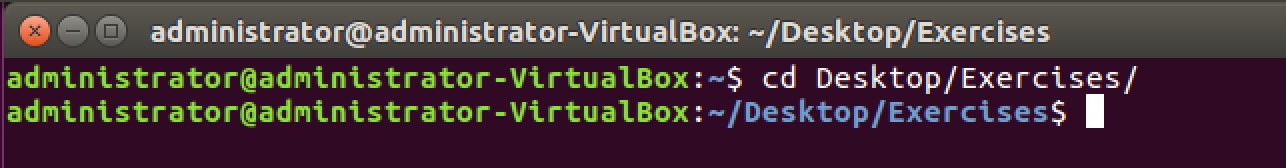 administrator@administrator-VirtualBox: ~/Desktop/Exercises
administrator@administrator-VirtualBox:~$ cd Desktop/Exercises/
administrator@administrator-VirtualBox:~/Desktop/Exercises$